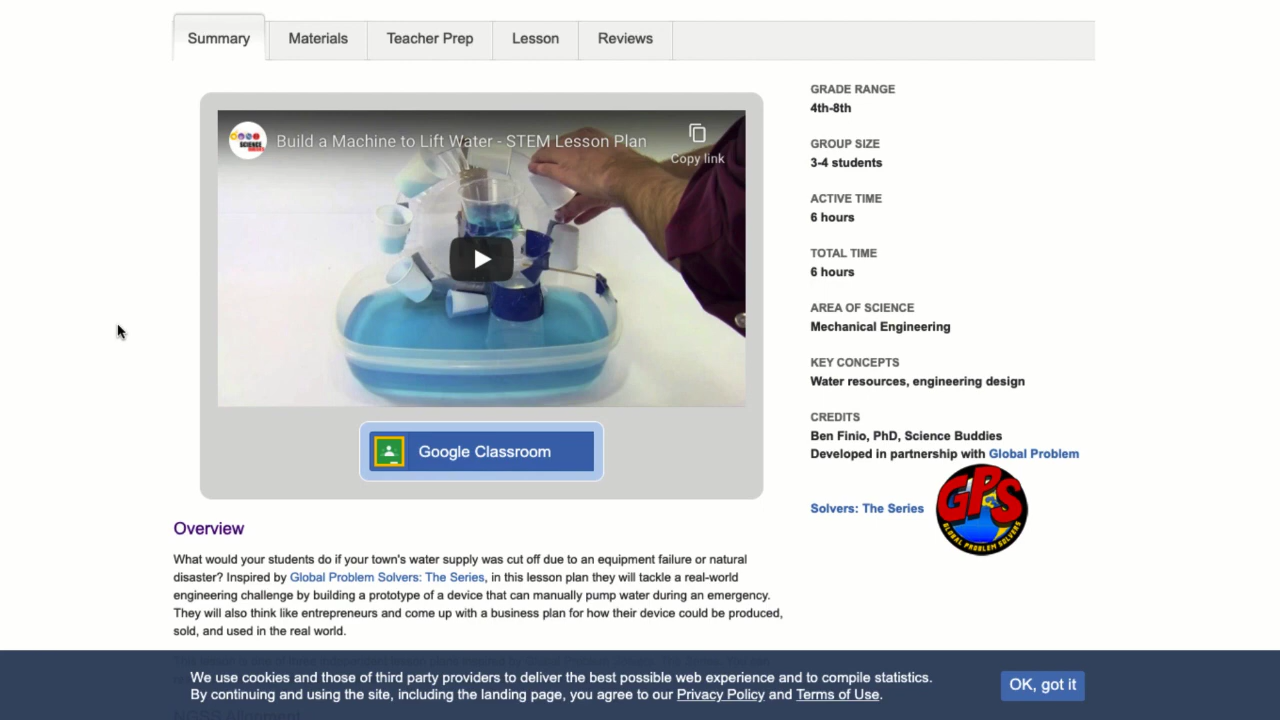 Summary
Materials
Teacher Prep
Lesson
Reviews
Build a Machine to Lift Water - STEM Lesson Plan
Copy link
SCIENCE
Google Classroom
GRADE RANGE
4th-8th
GROUP SIZE
3-4 students
ACTIVE TIME
6 hours
TOTAL TIME
6 hours
AREA OF SCIENCE
Mechanical Engineering
KEY CONCEPTS
Water resources, engineering design
CREDITS
Ben Finio, PhD, Science Buddies
Developed in partnership with Global Problem
Solvers: The Series
GPS
GLOBAL PROBLEM SOLVERS
Overview
What would your students do if your town's water supply was cut off due to an equipment failure or natural
disaster? Inspired by Global Problem Solvers: The Series, in this lesson plan they will tackle a real-world
engineering challenge by building a prototype of a device that can manually pump water during an emergency.
They will also think like entrepreneurs and come up with a business plan for how their device could be produced,
sold, and used in the real world.
We use cookies and those of third party providers to deliver the best possible web experience and to compile statistics.
By continuing and using the site, including the landing page, you agree to our Privacy Policy and Terms of Use.
OK, got it
NGSS Alignment